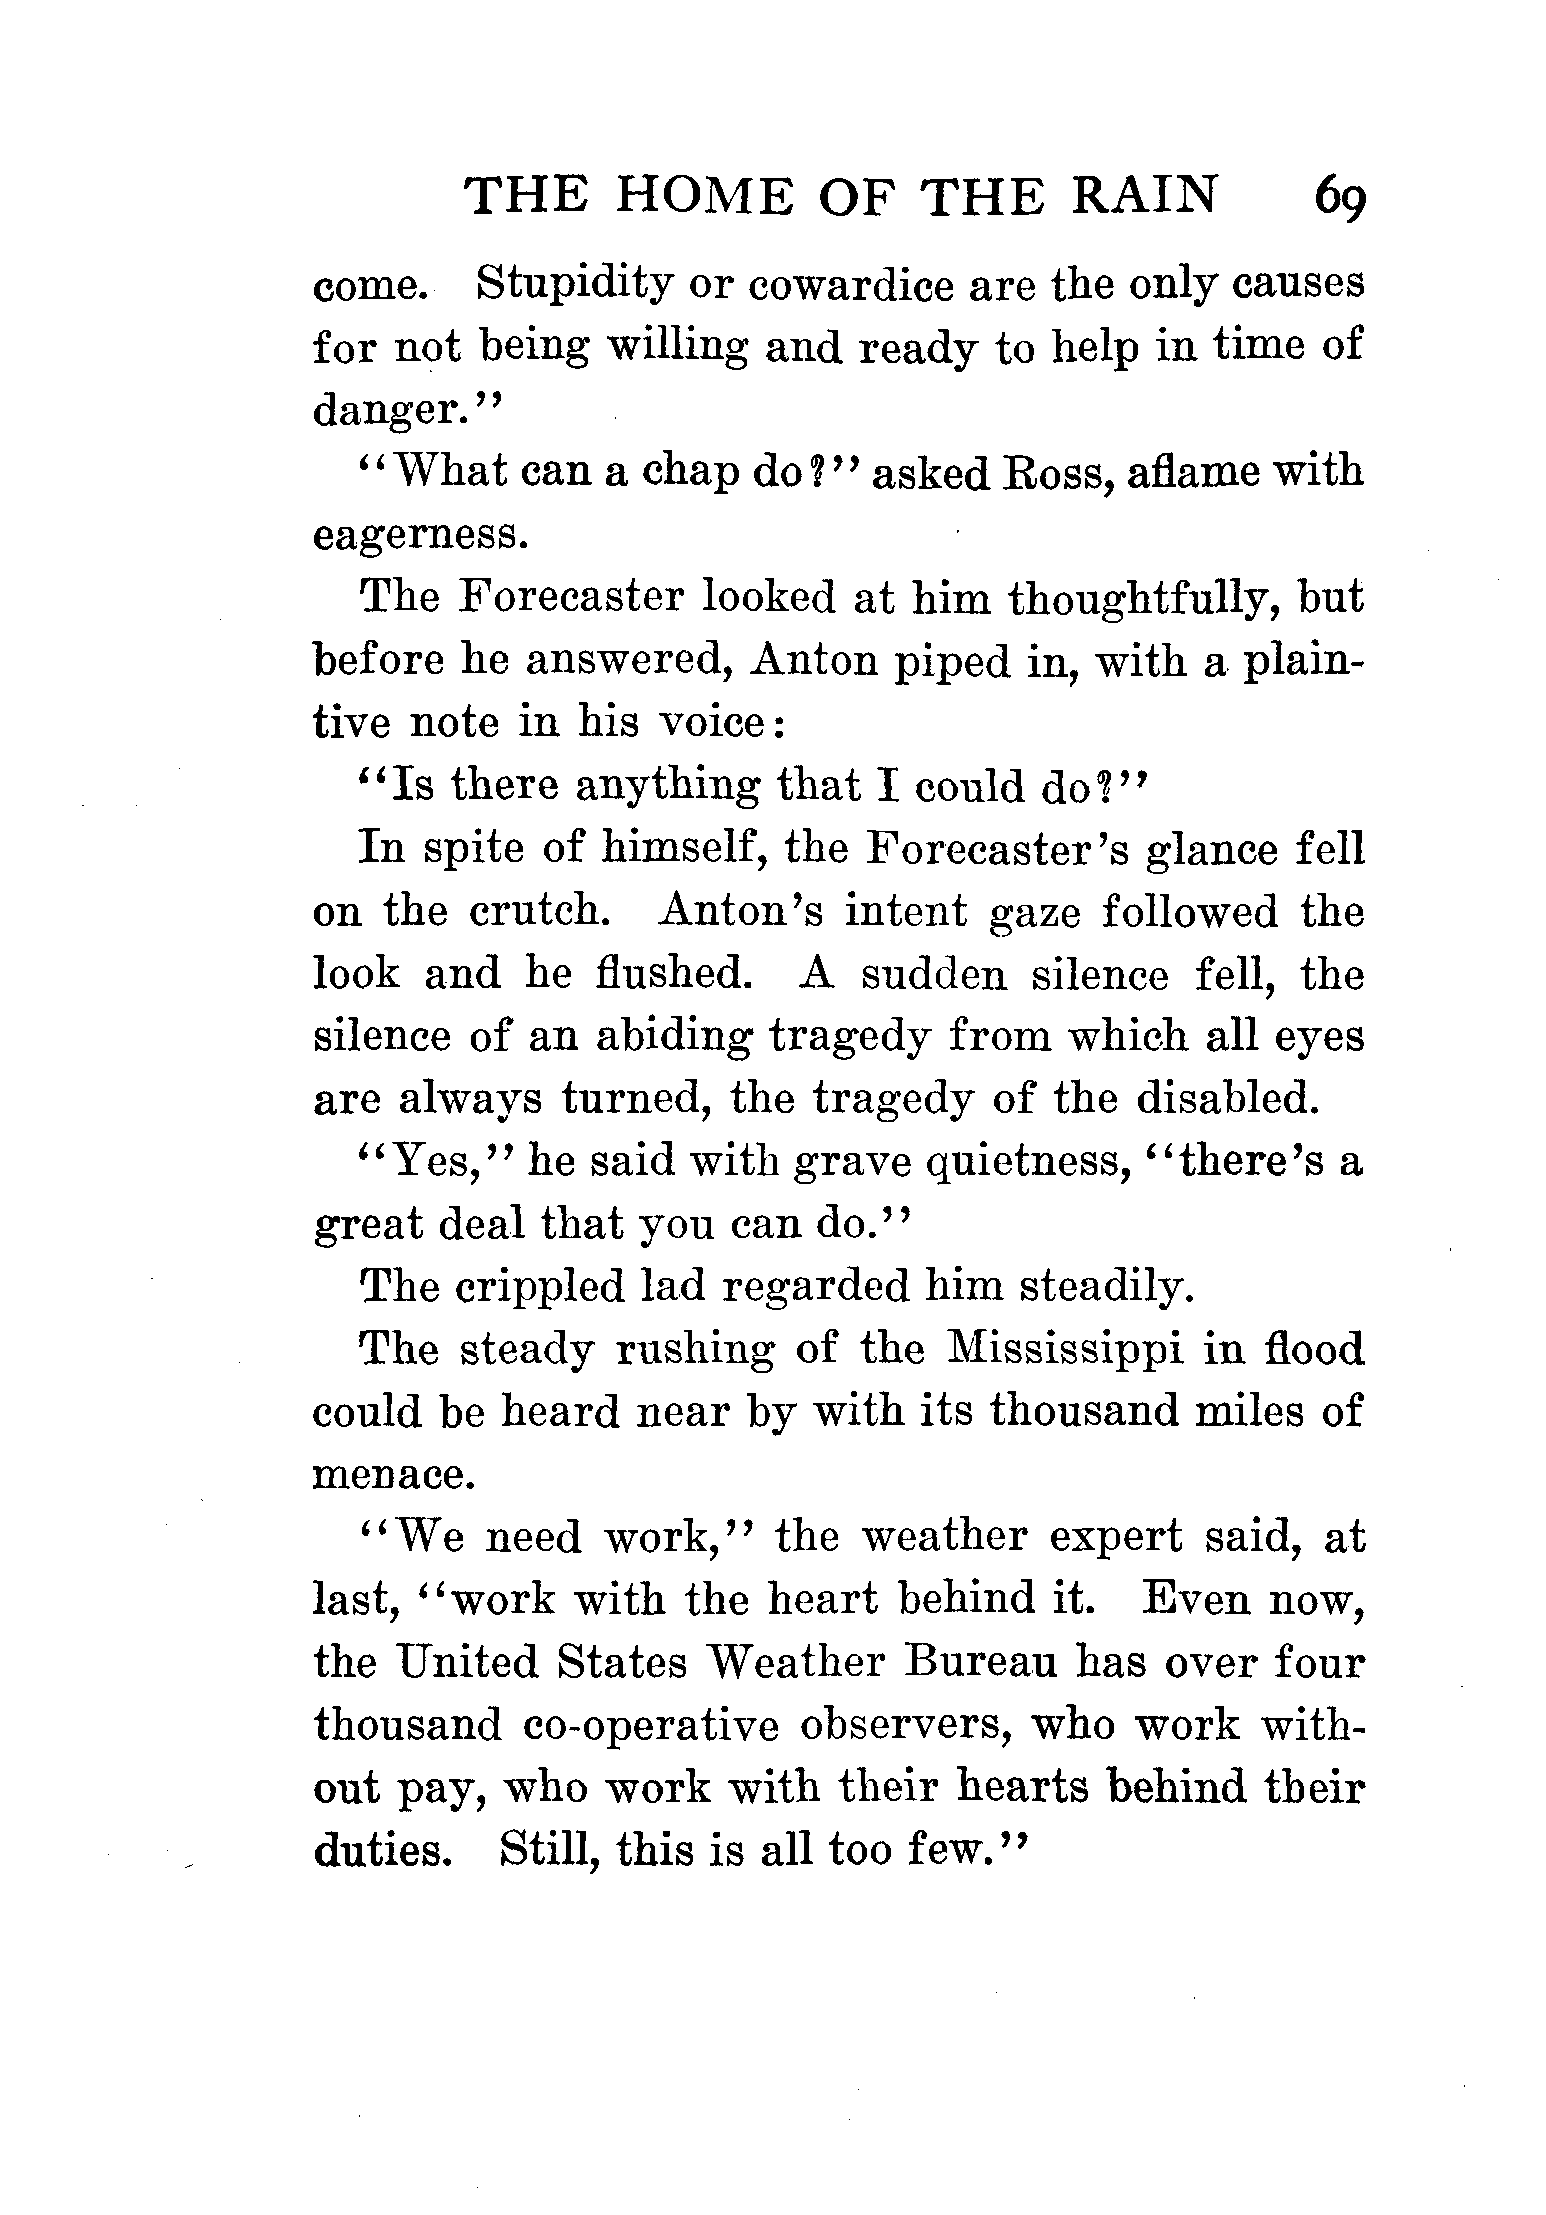 THE HOME OF THE RAIN 69
come. Stupidity or cowardice are the only causes
for not being willing and ready to help in time of
danger."
"What can a chap do?" asked Ross, aflame with
eagerness.
The Forecaster looked at him thoughtfully, but
before he answered, Anton piped in, with a plain-
tive note in his voice:
"Is there anything that I could do?"
In spite of himself, the Forecaster's glance fell
on the crutch. Anton's intent gaze followed the
look and he flushed. A sudden silence fell, the
silence of an abiding tragedy from which all eyes
are always turned, the tragedy of the disabled.
"Yes," he said with grave quietness, "there's a
great deal that you can do."
The crippled lad regarded him steadily.
The steady rushing of the Mississippi in flood
could be heard near by with its thousand miles of
menace.
"We need work," the weather expert said, at
last, "work with the heart behind it. Even now,
the United States Weather Bureau has over four
thousand co-operative observers, who work with-
out pay, who work with their hearts behind their
duties. Still, this is all too few."